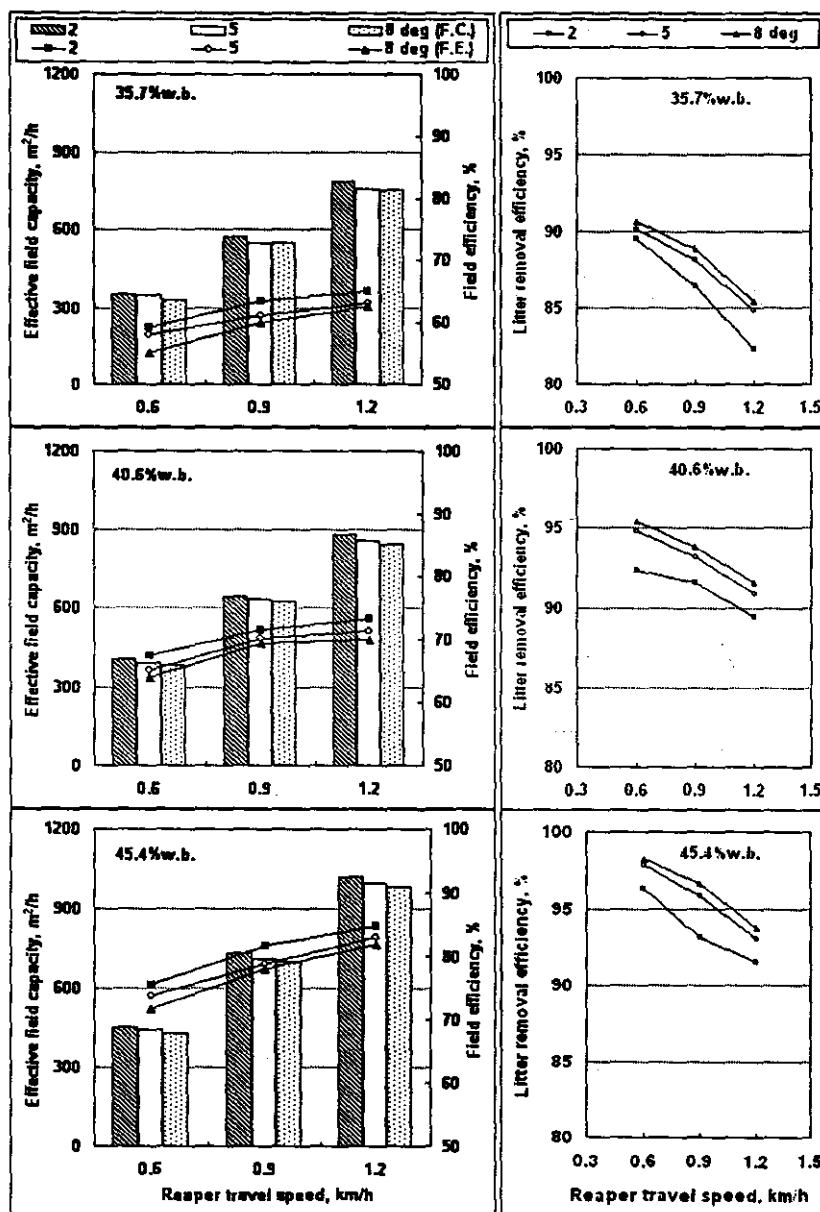 2 5 8 deg (F.C.)
2 5 8 deg (F.E.)
1200
900
600
300
0
Effective field capacity, m²/h
35.7%w.b.
100
90
80
70
60
50
Field efficiency, %
0.6 0.9 1.2
2 5 8 deg
100
95
90
85
80
Litter removal efficiency, %
35.7%w.b.
0.3 0.6 0.9 1.2 1.5
1200
900
600
300
0
Effective field capacity, m²/h
40.6%w.b.
100
90
80
70
60
50
Field efficiency, %
0.6 0.9 1.2
100
95
90
85
80
Litter removal efficiency, %
40.6%w.b.
0.3 0.6 0.9 1.2 1.5
1200
900
600
300
0
Effective field capacity, m²/h
45.4%w.b.
100
90
80
70
60
50
Field efficiency, %
0.6 0.9 1.2
Reaper travel speed, km/h
100
95
90
85
80
Litter removal efficiency, %
45.4%w.b.
0.3 0.6 0.9 1.2 1.5
Reaper travel speed, km/h